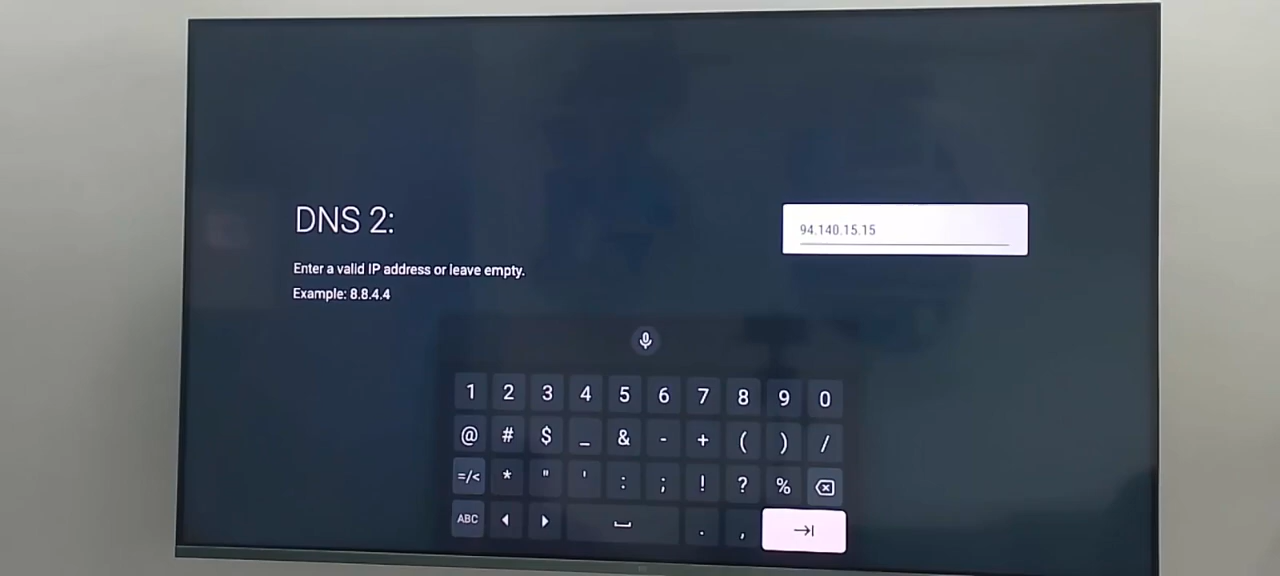 DNS 2:
94.140.15.15
Enter a valid IP address or leave empty.
Example: 8.8.4.4
1 2 3 4 5 6 7 8 9 0
@ # $ _ & - + ( ) /
=/< * " ' : ; ! ? %
ABC . ,